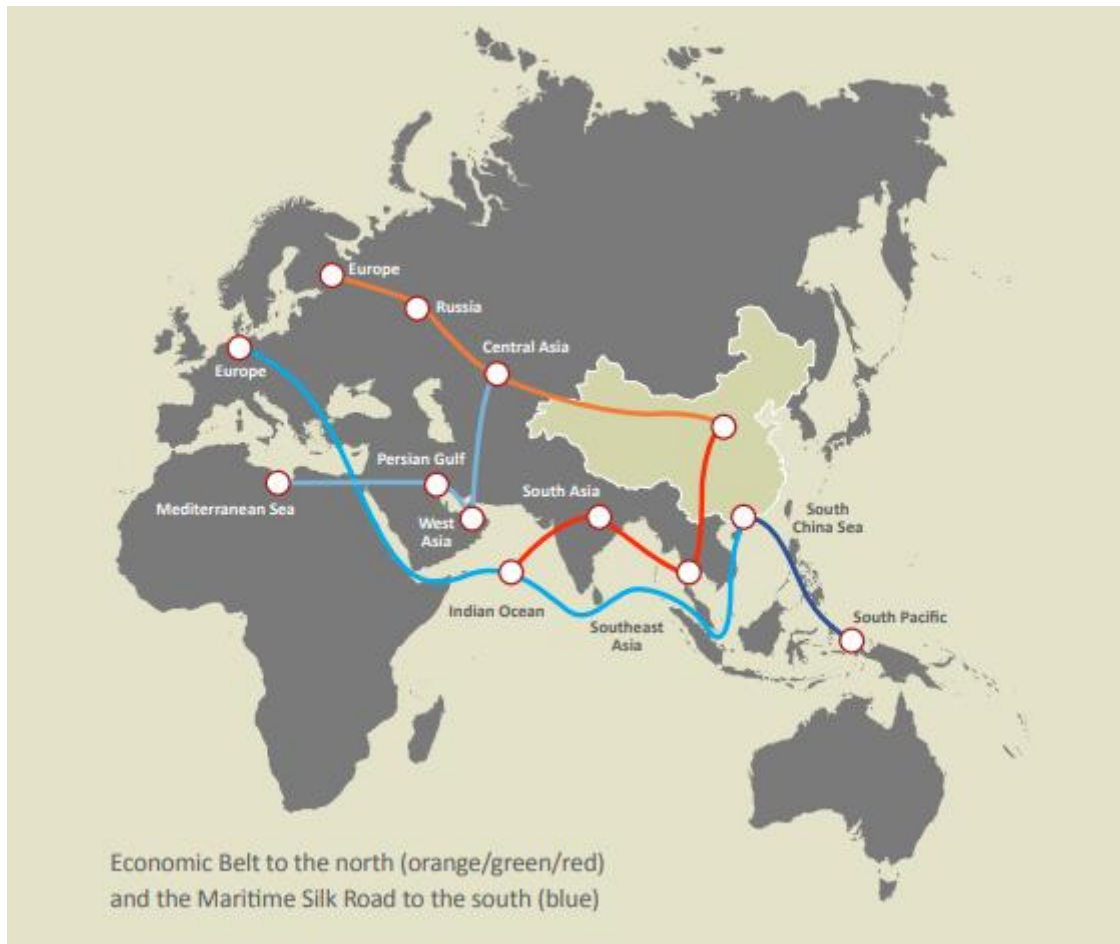 Europe
Russia
Central Asia
Europe
Persian Gulf
Mediterranean Sea
West
Asia
South Asia
South
China Sea
Indian Ocean
Southeast
Asia
South Pacific
Economic Belt to the north (orange/green/red)
and the Maritime Silk Road to the south (blue)